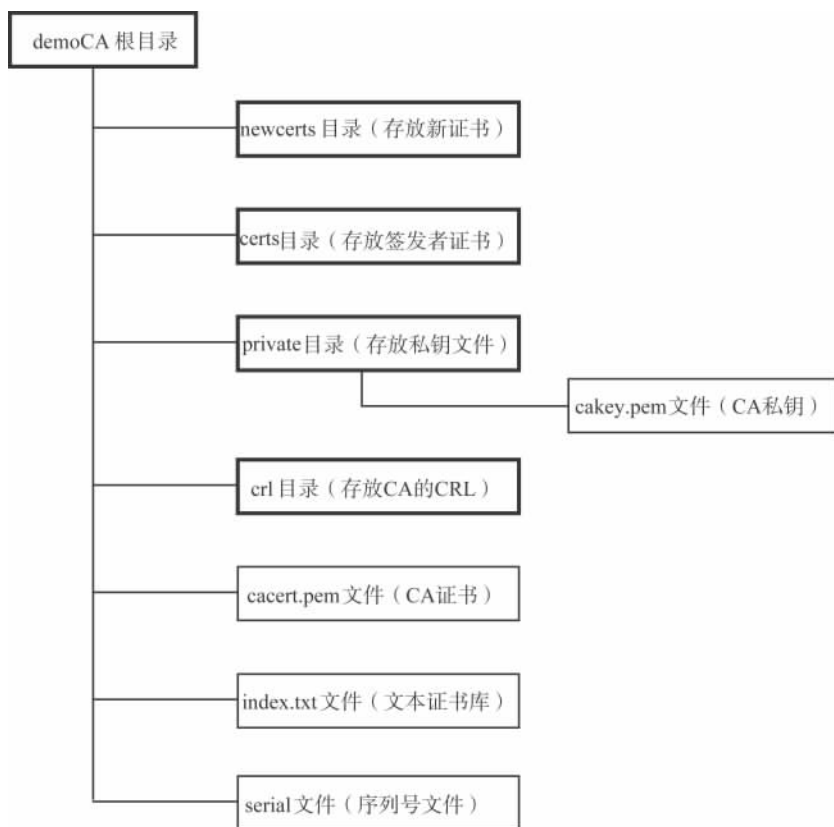 demoCA 根目录
newcerts 目录（存放新证书）
certs目录（存放签发者证书）
private目录（存放私钥文件）
cakey.pem文件（CA私钥）
crl 目录（存放CA的CRL）
cacert.pem文件（CA证书）
index.txt文件（文本证书库）
serial文件（序列号文件）